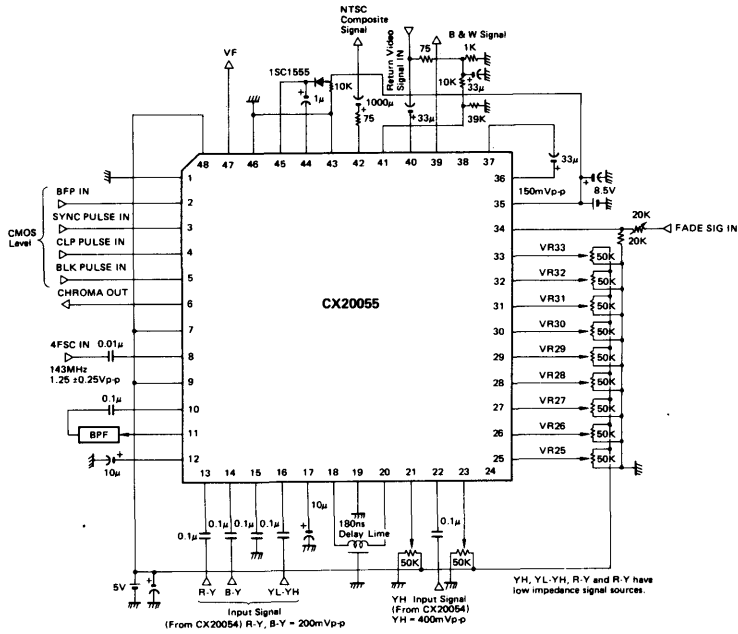 NTSC
Composite
Signal
Return Video
Signal IN
B & W Signal
VF
75
1K
1SC1555
10K
10K
33μ
1μ
1000μ
75
33μ
39K
33μ
48 47 46 45 44 43 42 41 40 39 38 37
1
2
3
4
5
6
7
8
9
10
11
12
BFP IN
SYNC PULSE IN
CLP PULSE IN
BLK PULSE IN
CMOS
Level
CHROMA OUT
4FSC IN
0.01μ
143MHz
1.25 ±0.25Vp-p
0.1μ
BPF
10μ
CX20055
36
35
34
33
32
31
30
29
28
27
26
25
150mVp-p
8.5V
20K
20K
FADE SIG IN
VR33
50K
VR32
50K
VR31
50K
VR30
50K
VR29
50K
VR28
50K
VR27
50K
VR26
50K
VR25
50K
13 14 15 16 17 18 19 20 21 22 23 24
0.1μ
0.1μ
0.1μ
0.1μ
10μ
180ns
Delay Lime
0.1μ
50K
50K
5V
R-Y B-Y YL-YH
Input Signal
(From CX20054) R-Y, B-Y = 200mVp-p
YH Input Signal
(From CX20054)
YH = 400mVp-p
YH, YL-YH, R-Y and R-Y have
low impedance signal sources.